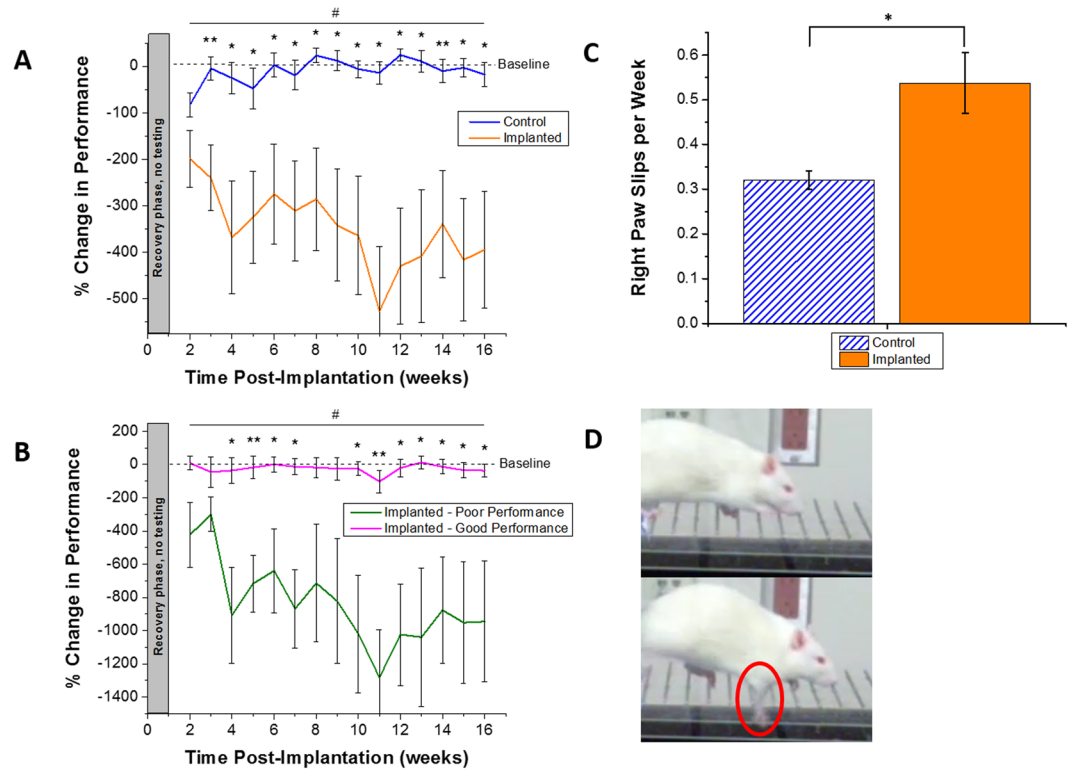 A
#
** * * * * * * * * * * ** * *
0
-100
-200
-300
-400
-500
% Change in Performance
Recovery phase, no testing
Baseline
Control
Implanted
0 2 4 6 8 10 12 14 16
Time Post-Implantation (weeks)
B
#
* ** * * * ** * * * * *
200
0
-200
-400
-600
-800
-1000
-1200
-1400
% Change in Performance
Recovery phase, no testing
Baseline
Implanted - Poor Performance
Implanted - Good Performance
0 2 4 6 8 10 12 14 16
Time Post-Implantation (weeks)
C
*
0.6
0.5
0.4
0.3
0.2
0.1
0.0
Right Paw Slips per Week
Control
Implanted
D